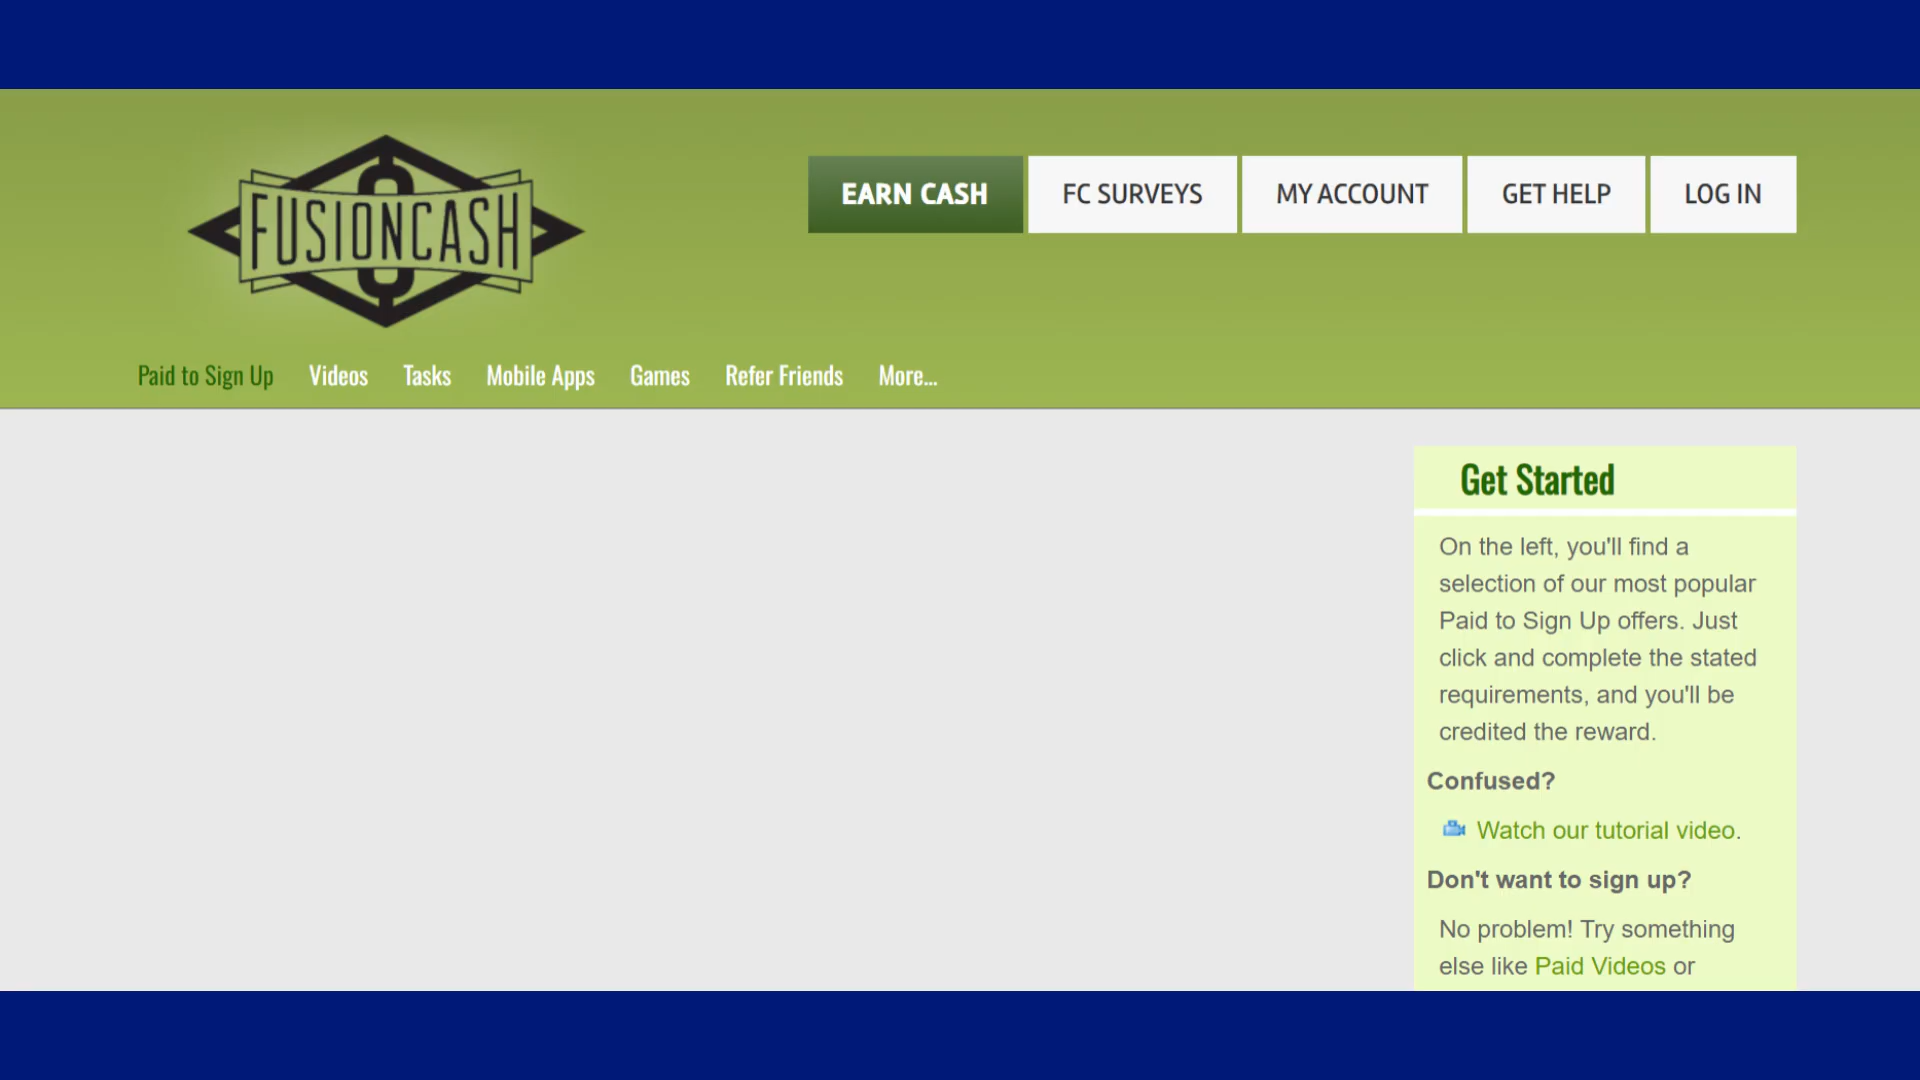 FUSIONCASH
EARN CASH
FC SURVEYS
MY ACCOUNT
GET HELP
LOG IN
Paid to Sign Up
Videos
Tasks
Mobile Apps
Games
Refer Friends
More...
Get Started
On the left, you'll find a
selection of our most popular
Paid to Sign Up offers. Just
click and complete the stated
requirements, and you'll be
credited the reward.
Confused?
Watch our tutorial video.
Don't want to sign up?
No problem! Try something
else like Paid Videos or